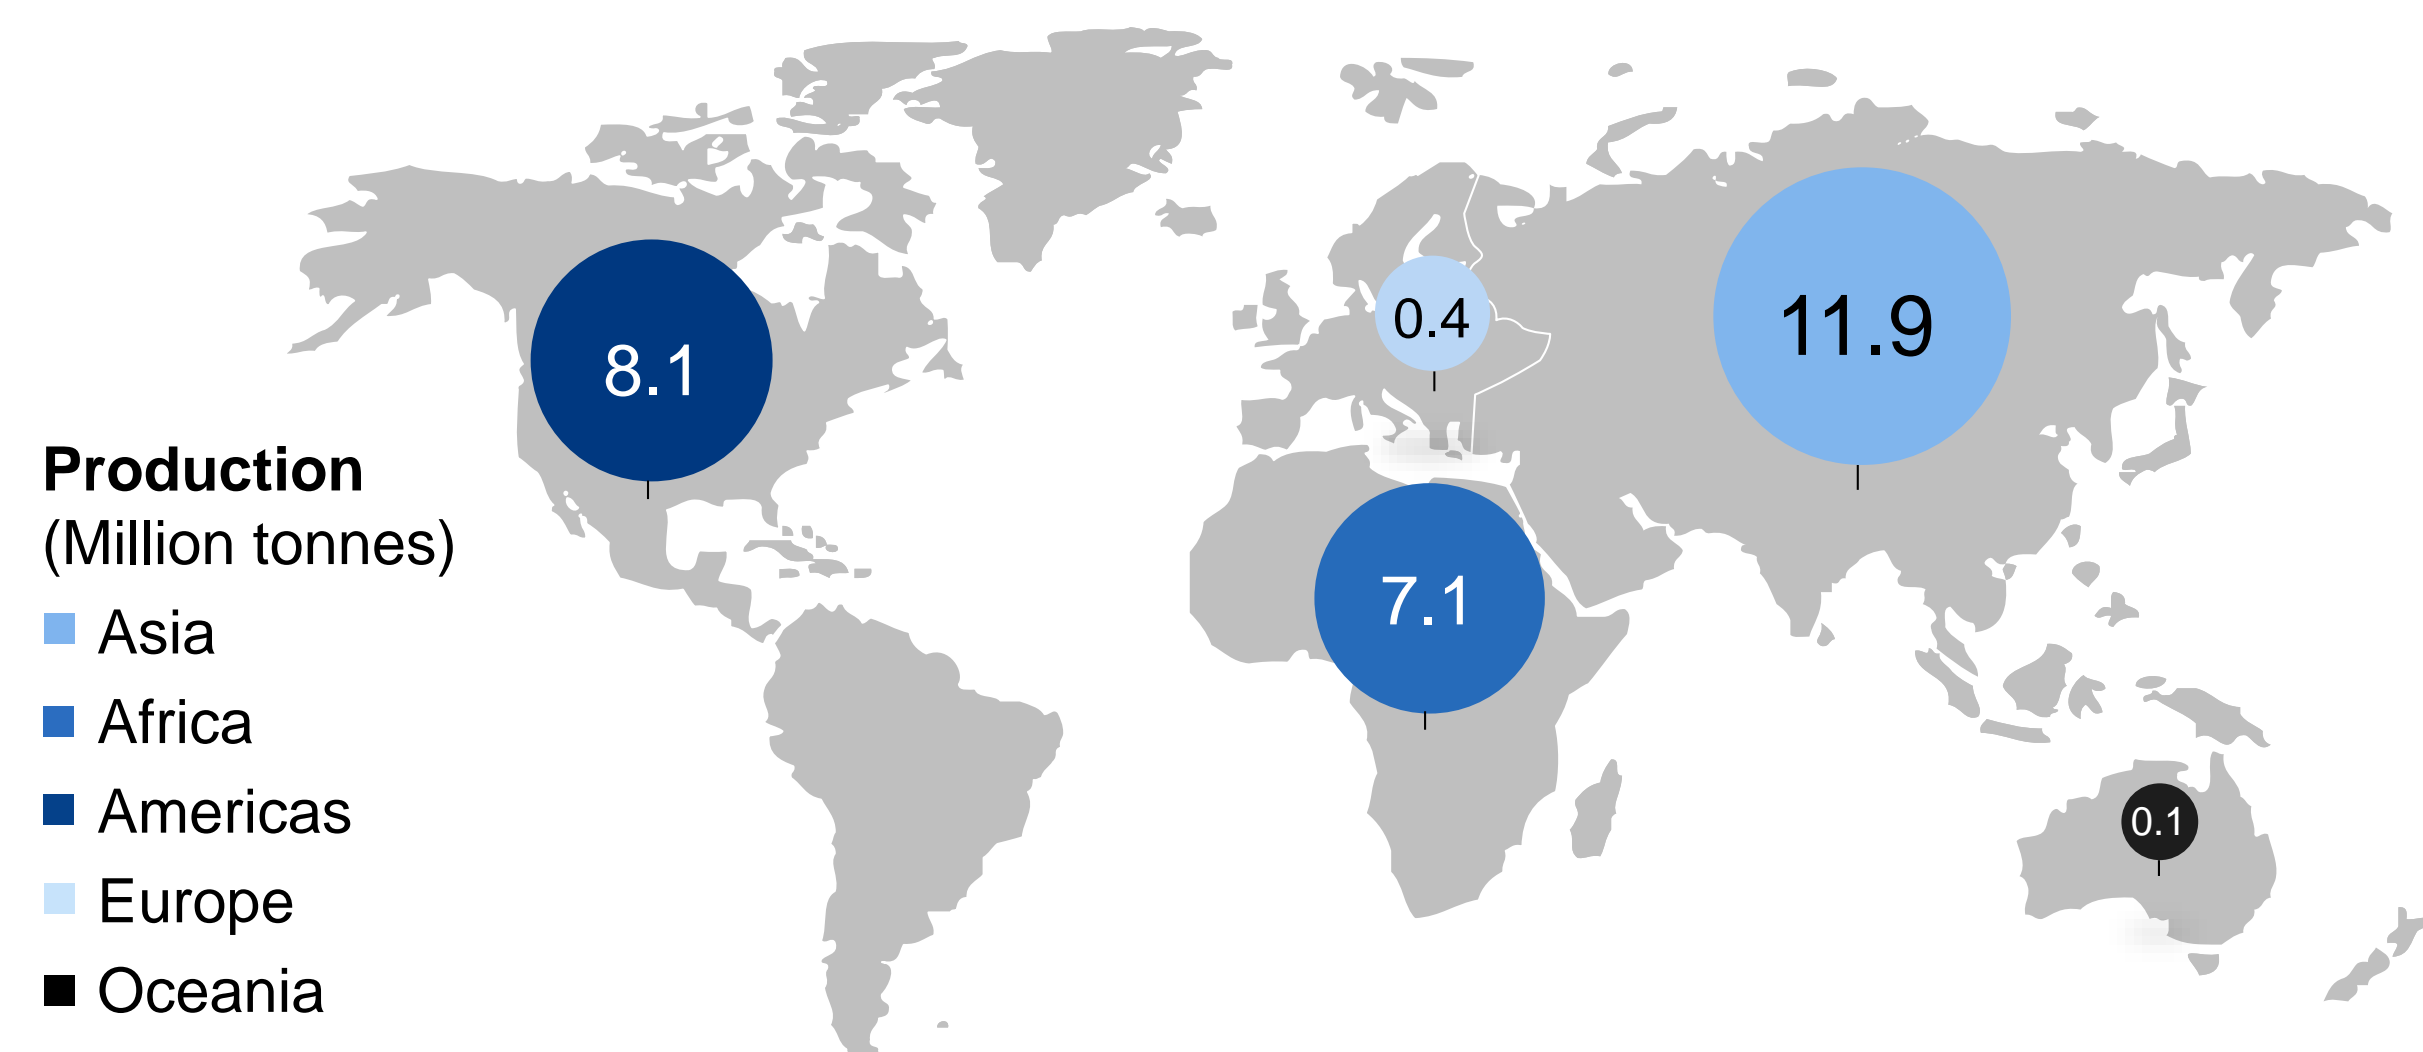 0.4
11.9
8.1
Production
(Million tonnes)
7.1
Asia
Africa
Americas
0.1
Europe
Oceania